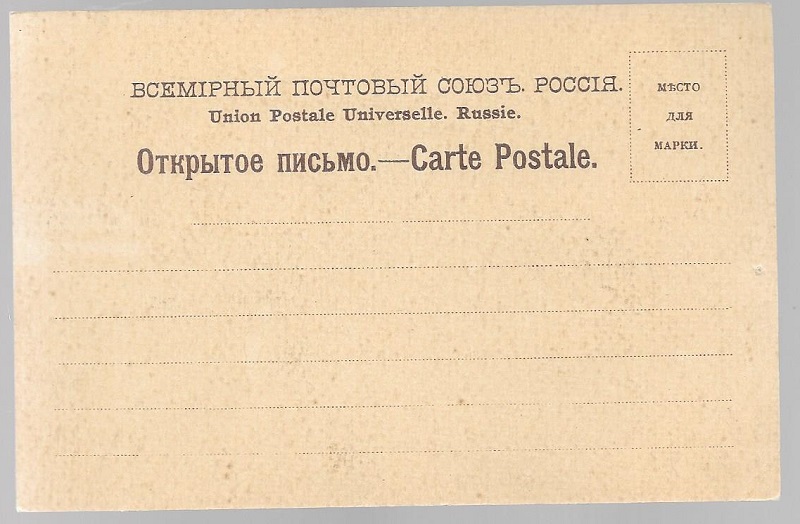 ВСЕМІРНЫЙ ПОЧТОВЫЙ СОЮЗЪ. РОССІЯ.
Union Postale Universelle. Russie.
Открытое письмо.—Carte Postale.
МѢСТО
ДЛЯ
МАРКИ.